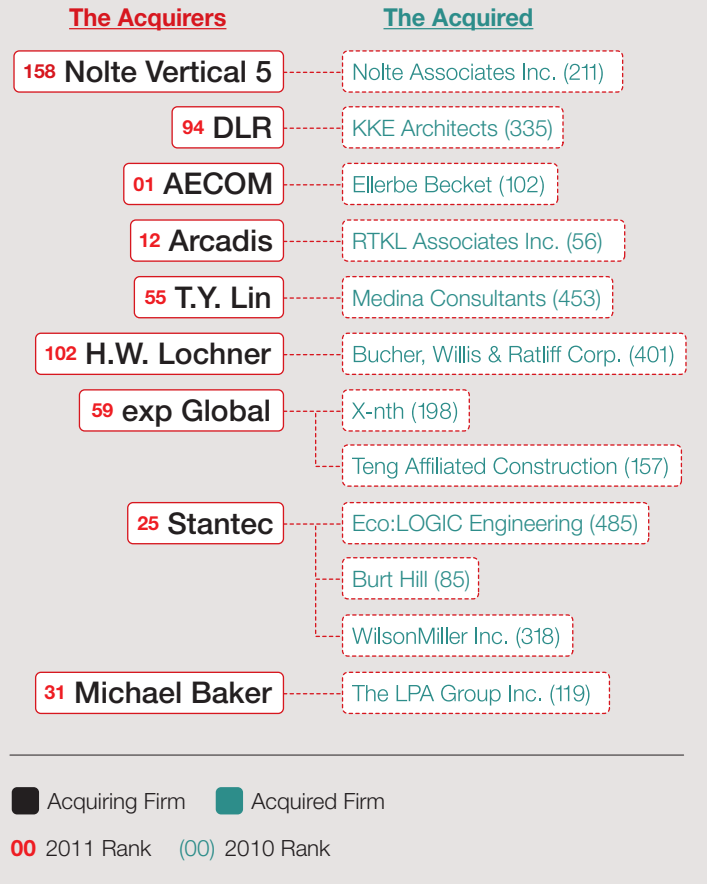 The Acquirers The Acquired
158 Nolte Vertical 5 Nolte Associates Inc. (211)
94 DLR KKE Architects (335)
01 AECOM Ellerbe Becket (102)
12 Arcadis RTKL Associates Inc. (56)
55 T.Y. Lin Medina Consultants (453)
102 H.W. Lochner Bucher, Willis & Ratliff Corp. (401)
59 exp Global X-nth (198)
Teng Affiliated Construction (157)
25 Stantec Eco:LOGIC Engineering (485)
Burt Hill (85)
WilsonMiller Inc. (318)
31 Michael Baker The LPA Group Inc. (119)
Acquiring Firm Acquired Firm
00 2011 Rank (00) 2010 Rank